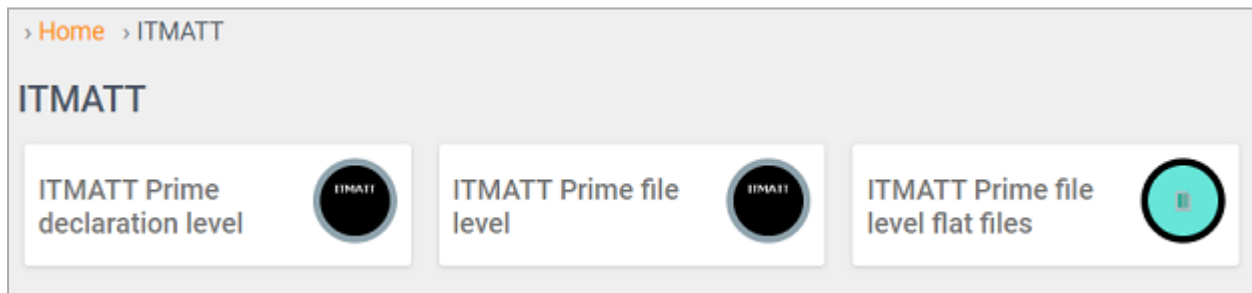 › Home › ITMATT
ITMATT
ITMATT Prime
declaration level
ITMATT
ITMATT Prime file
level
ITMATT
ITMATT Prime file
level flat files